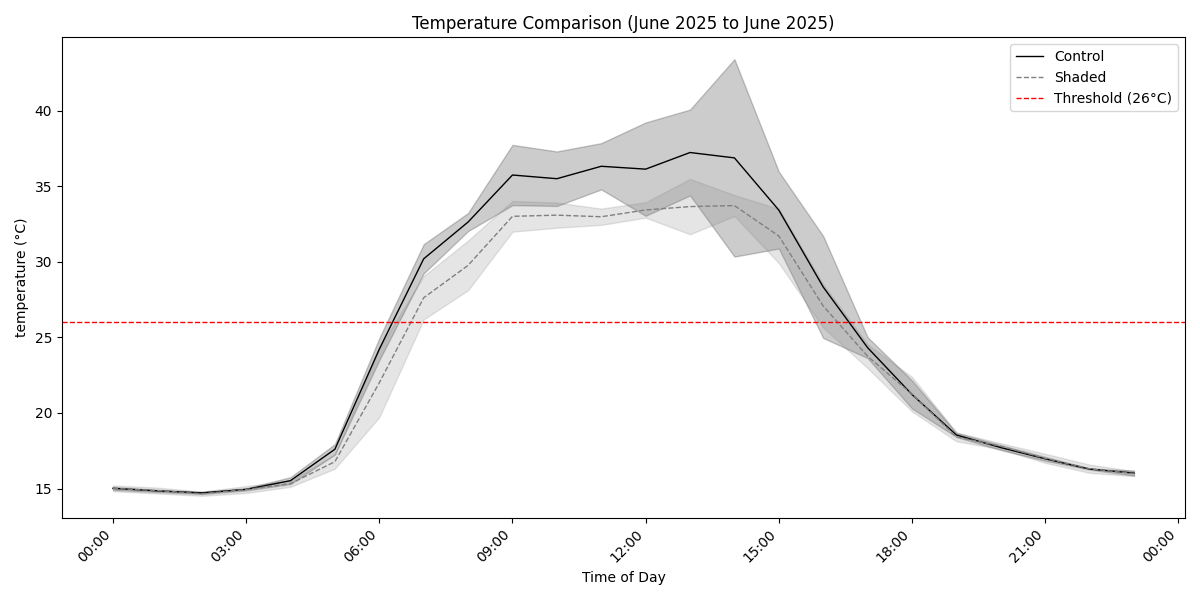 Temperature Comparison (June 2025 to June 2025)
Control
Shaded
Threshold (26°C)
temperature (°C)
40
35
30
25
20
15
00:00
03:00
06:00
09:00
12:00
15:00
18:00
21:00
00:00
Time of Day